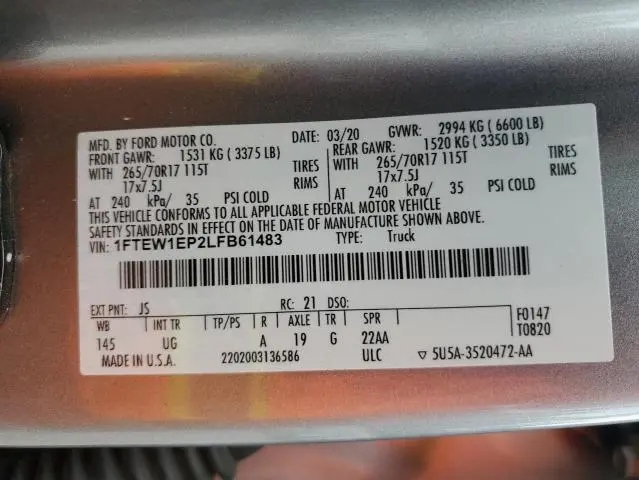 MFD. BY FORD MOTOR CO. DATE: 03/20 GVWR: 2994 KG ( 6600 LB)
FRONT GAWR: 1531 KG ( 3375 LB) REAR GAWR: 1520 KG ( 3350 LB)
WITH 265/70R17 115T TIRES WITH 265/70R17 115T TIRES
17x7.5J RIMS 17x7.5J RIMS
AT 240 kPa/ 35 PSI COLD AT 240 kPa/ 35 PSI COLD
THIS VEHICLE CONFORMS TO ALL APPLICABLE FEDERAL MOTOR VEHICLE
SAFETY STANDARDS IN EFFECT ON THE DATE OF MANUFACTURE SHOWN ABOVE.
VIN: 1FTEW1EP2LFB61483 TYPE: Truck
EXT PNT: JS RC: 21 DSO:
WB INT TR TP/PS R AXLE TR SPR F0147
145 UG A 19 G 22AA T0820
MADE IN U.S.A. 2202003136586 ULC ▽ 5U5A-3520472-AA